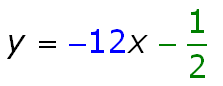 y = −12x − 1/2